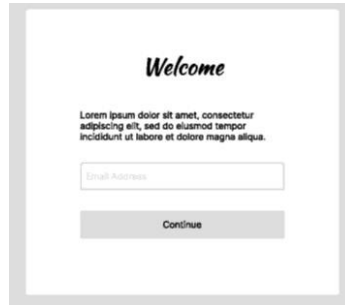 Welcome
Lorem ipsum dolor sit amet, consectetur
adipiscing elit, sed do eiusmod tempor
incididunt ut labore et dolore magna aliqua.
Email Address
Continue